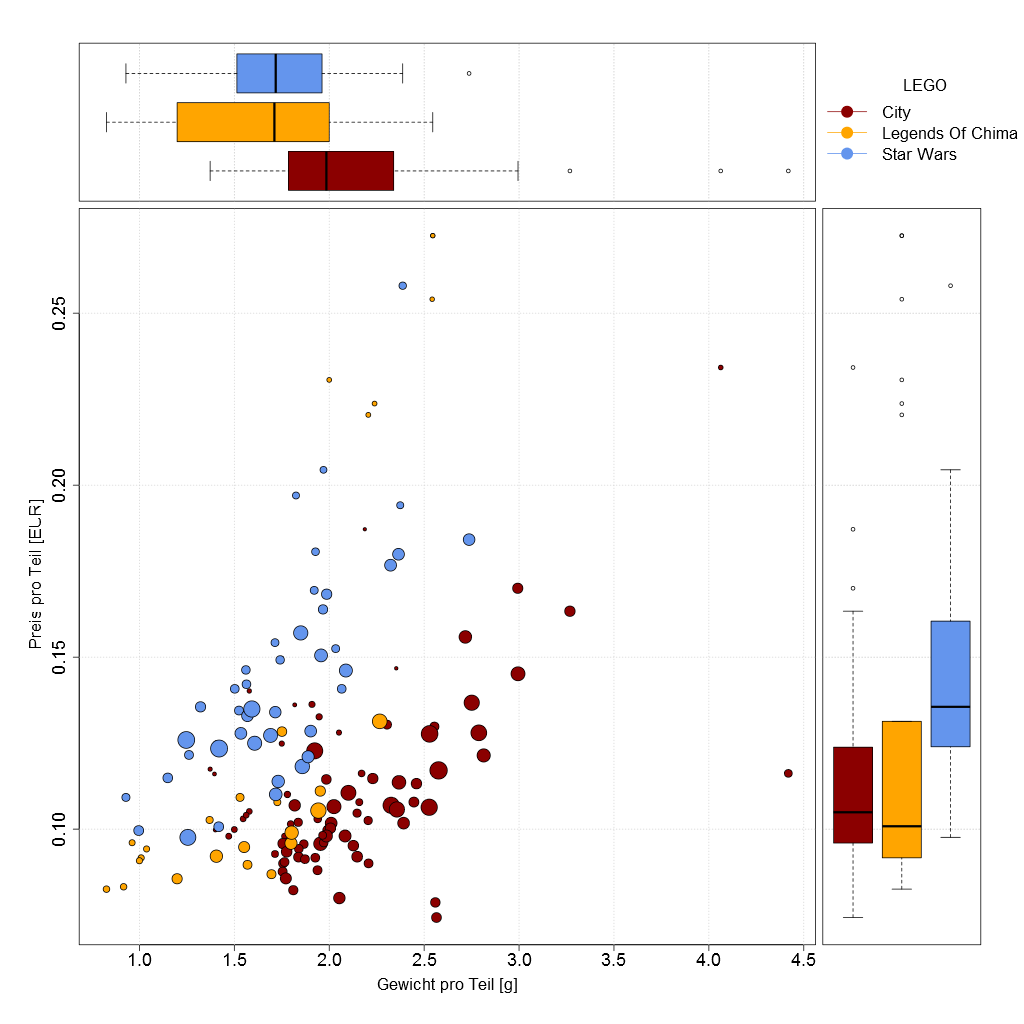 LEGO
City
Legends Of Chima
Star Wars
0.25
0.20
0.15
0.10
Preis pro Teil [EUR]
1.0 1.5 2.0 2.5 3.0 3.5 4.0 4.5
Gewicht pro Teil [g]